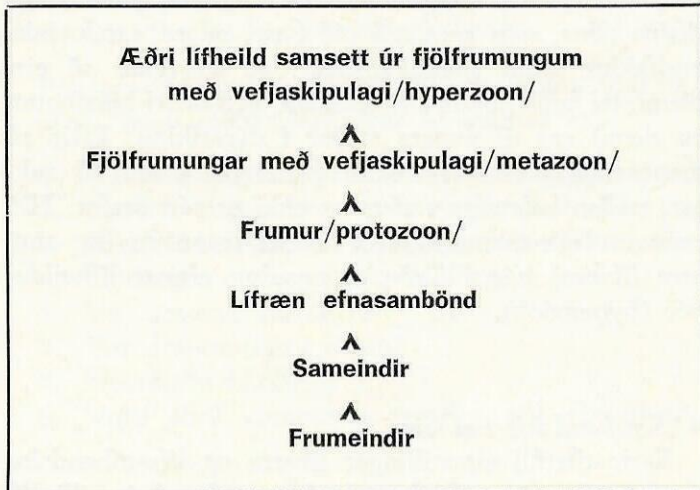 Æðri lífheild samsett úr fjölfrumungum
með vefjaskipulagi/hyperzoon/
Fjölfrumungar með vefjaskipulagi/metazoon/
Frumur/protozoon/
Lífræn efnasambönd
Sameindir
Frumeindir